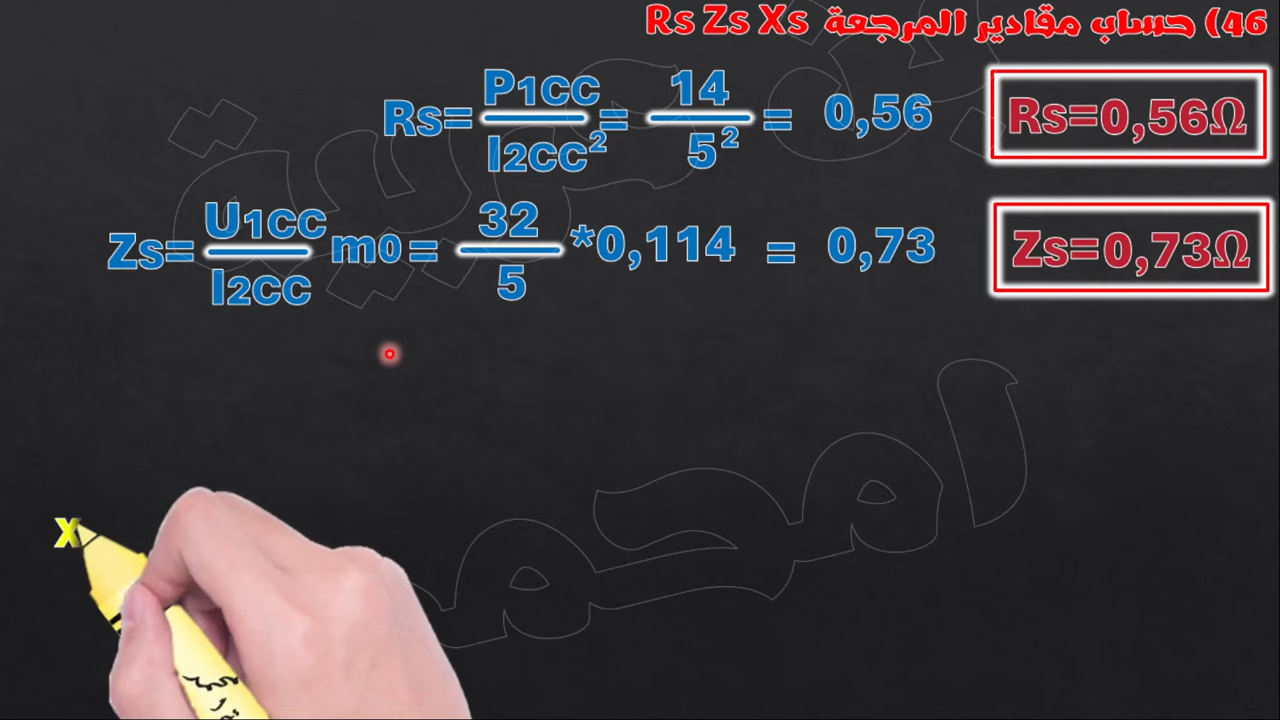 46) حساب مقادير المرجعة Rs Zs Xs
Rs= P1cc / I2cc² = 14 / 5² = 0,56
Rs=0,56Ω
Zs= U1cc / I2cc m0 = 32 / 5 *0,114 = 0,73
Zs=0,73Ω
X